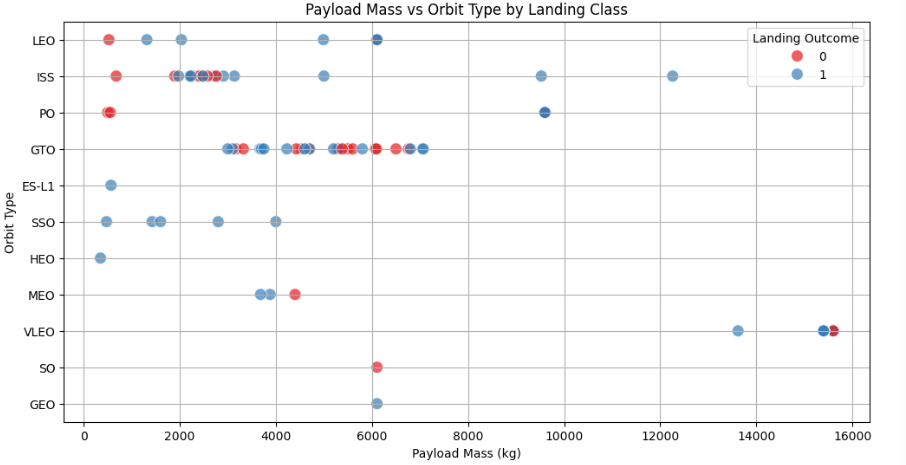 Payload Mass vs Orbit Type by Landing Class
Orbit Type
LEO
ISS
PO
GTO
ES-L1
SSO
HEO
MEO
VLEO
SO
GEO
Landing Outcome
0
1
0 2000 4000 6000 8000 10000 12000 14000 16000
Payload Mass (kg)